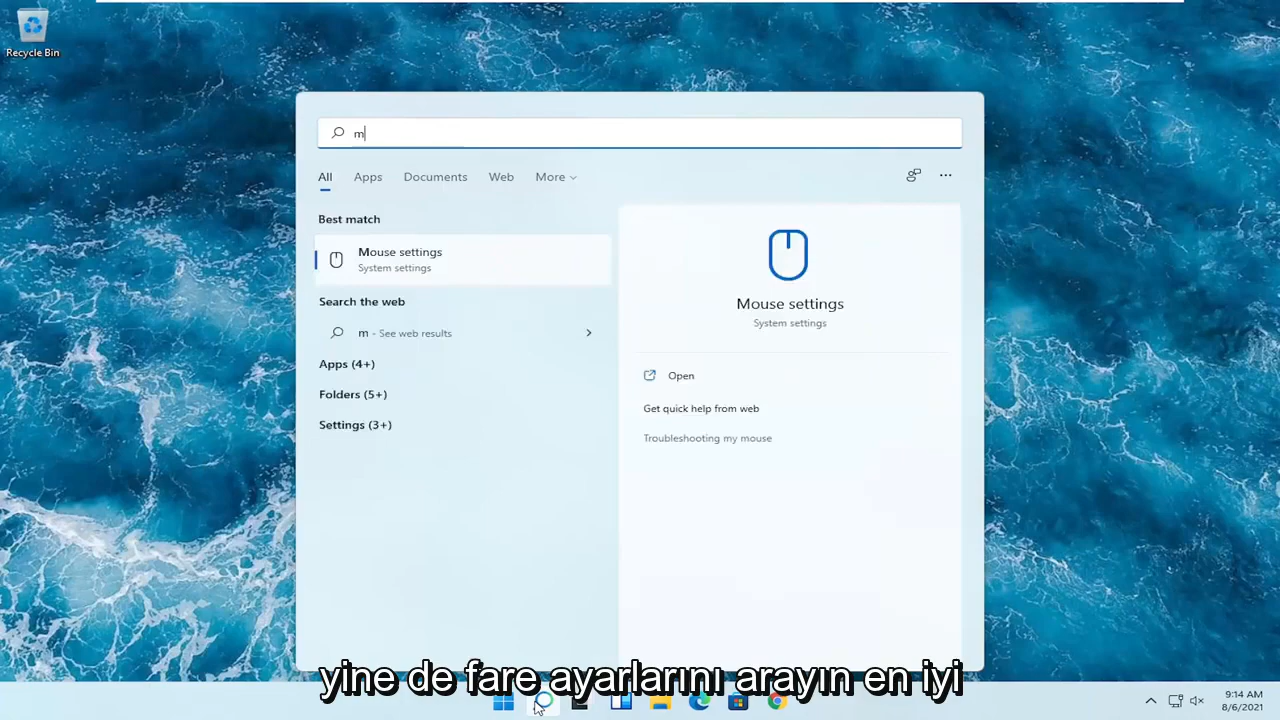 Recycle Bin
m
All Apps Documents Web More
Best match
Mouse settings
System settings
Search the web
m - See web results
Apps (4+)
Folders (5+)
Settings (3+)
Mouse settings
System settings
Open
Get quick help from web
Troubleshooting my mouse
yine de fare ayarlarını arayın en iyi
9:14 AM
8/6/2021